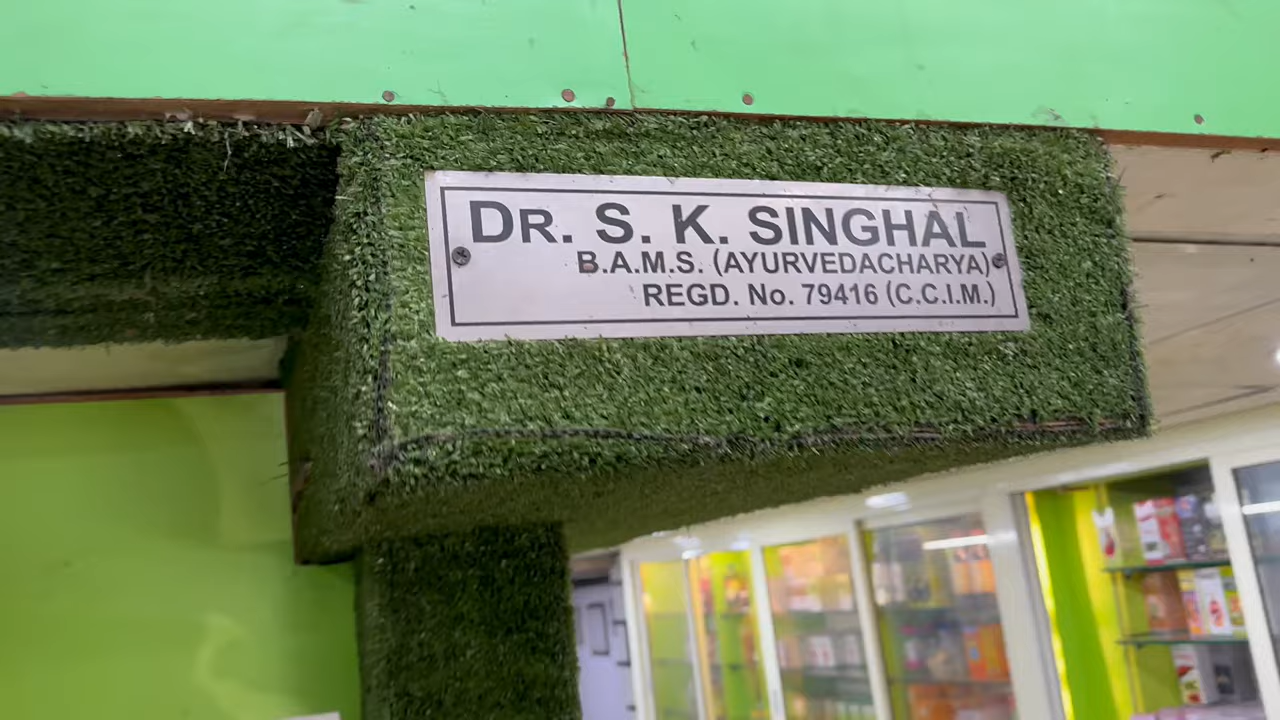 DR. S. K. SINGHAL
B.A.M.S. (AYURVEDACHARYA)
REGD. No. 79416 (C.C.I.M.)